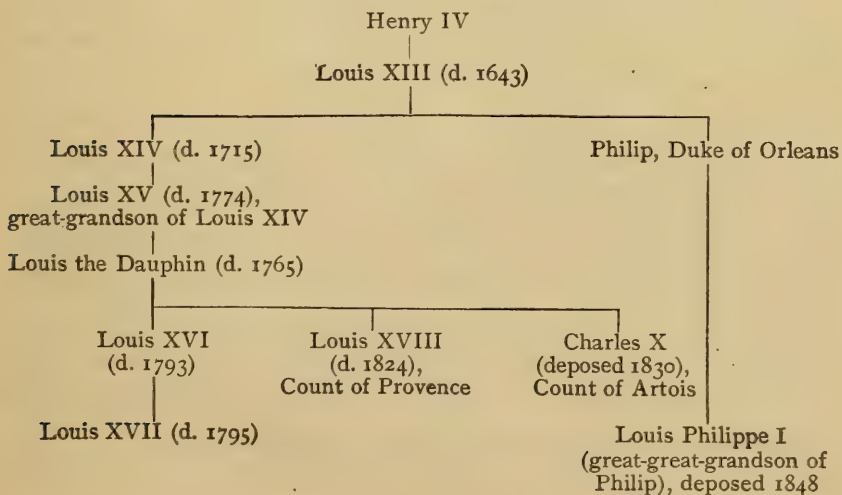 Henry IV
Louis XIII (d. 1643)
Louis XIV (d. 1715)
Philip, Duke of Orleans
Louis XV (d. 1774),
great-grandson of Louis XIV
Louis the Dauphin (d. 1765)
Louis XVI
(d. 1793)
Louis XVIII
(d. 1824),
Count of Provence
Charles X
(deposed 1830),
Count of Artois
Louis XVII (d. 1795)
Louis Philippe I
(great-great-grandson of
Philip), deposed 1848